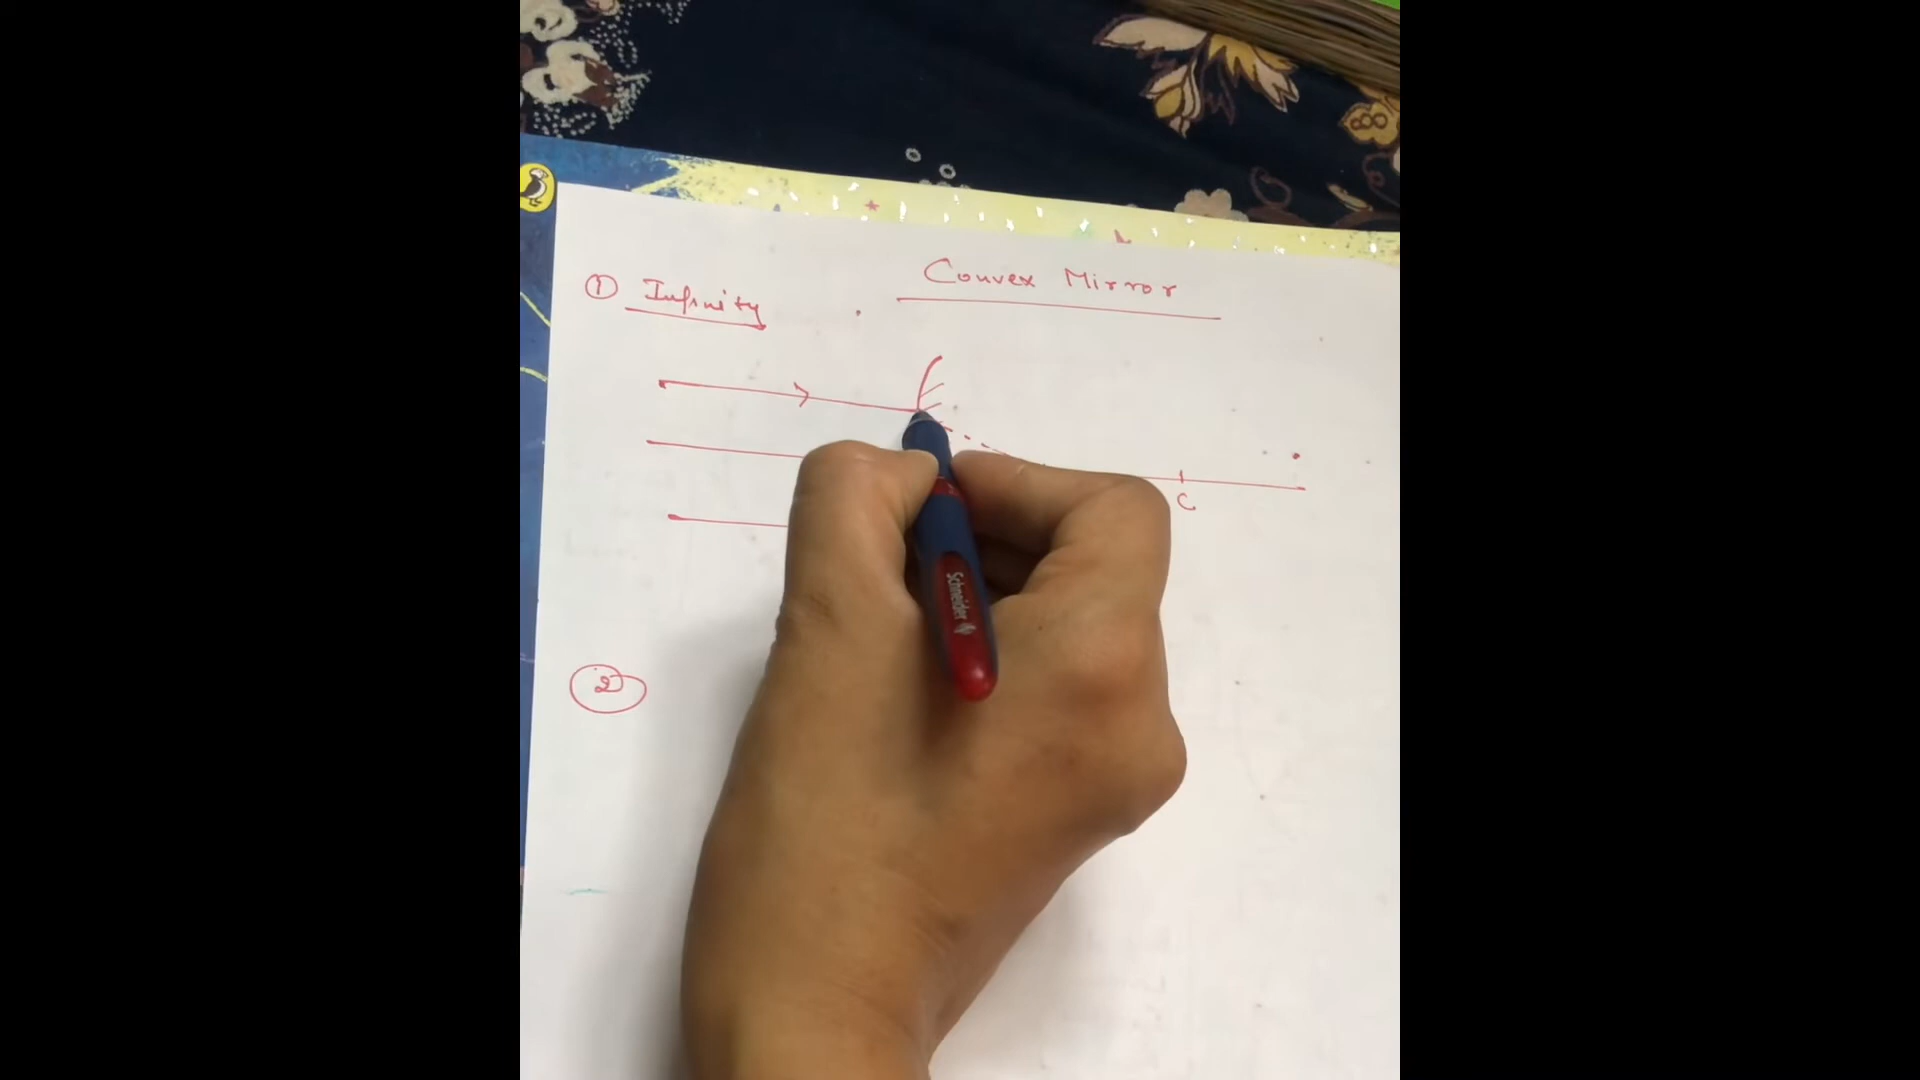 Convex Mirror
① Infinity
C
Schneider
②